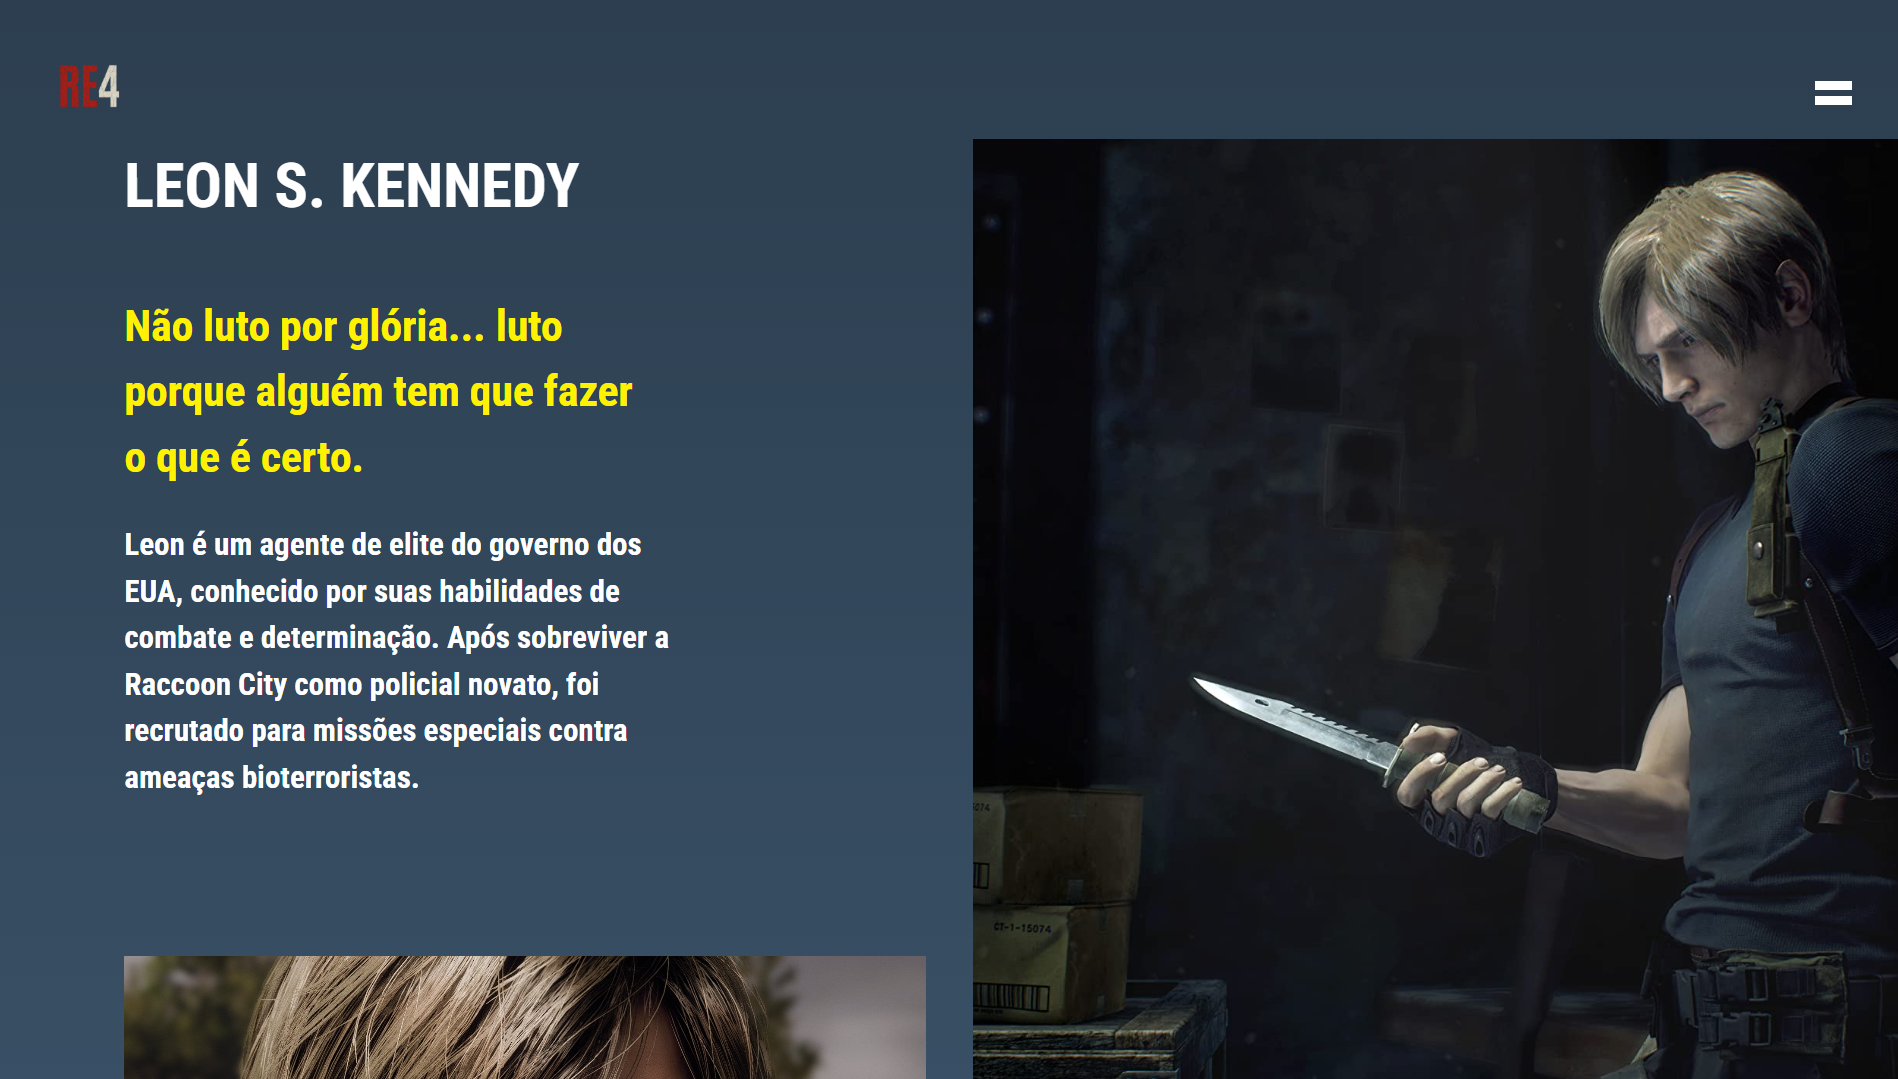 RE4
LEON S. KENNEDY
Não luto por glória... luto
porque alguém tem que fazer
o que é certo.
Leon é um agente de elite do governo dos
EUA, conhecido por suas habilidades de
combate e determinação. Após sobreviver a
Raccoon City como policial novato, foi
recrutado para missões especiais contra
ameaças bioterroristas.
074
CT-1-15074